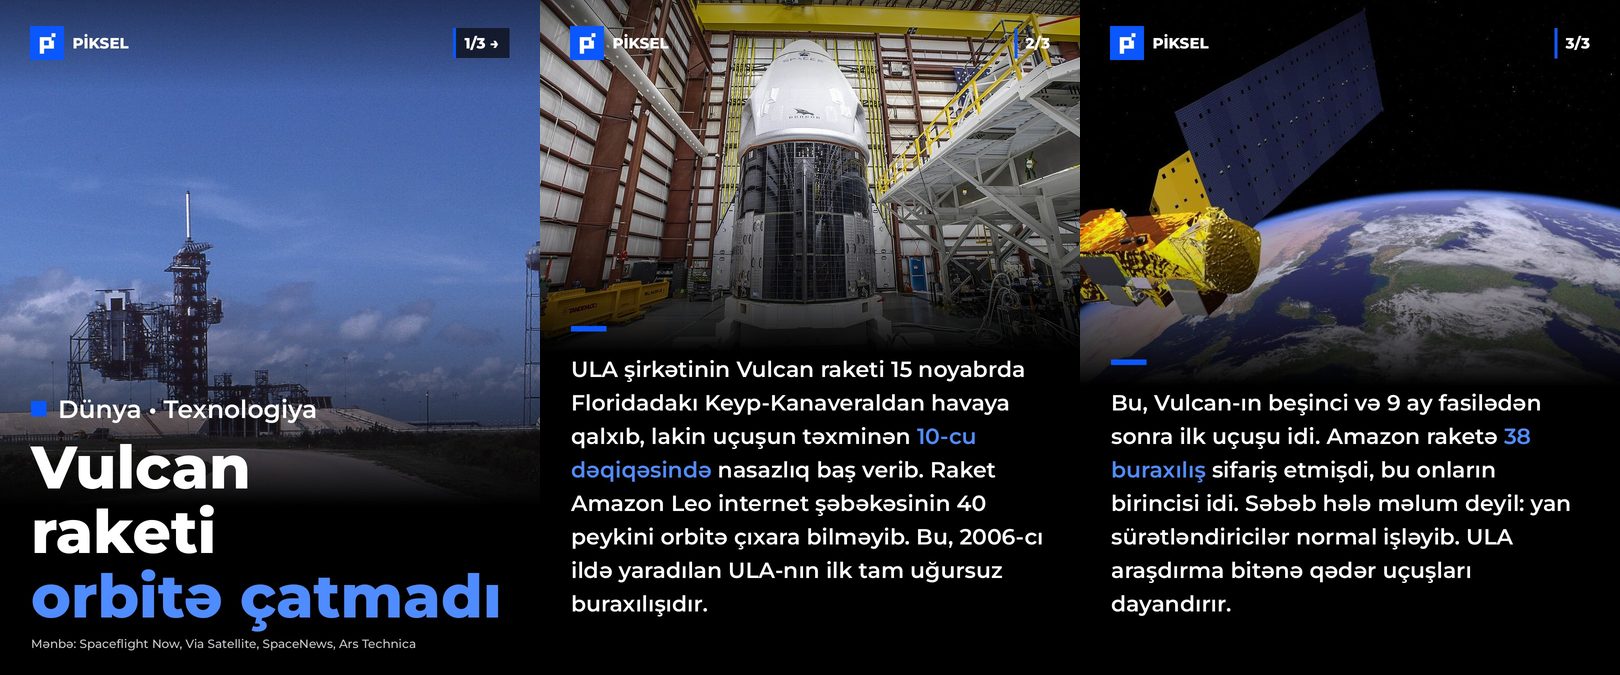 PİKSEL
1/3 →
Dünya • Texnologiya
Vulcan
raketi
orbitə çatmadı
Mənbə: Spaceflight Now, Via Satellite, SpaceNews, Ars Technica
PİKSEL
2/3
ULA şirkətinin Vulcan raketi 15 noyabrda
Floridadakı Keyp-Kanaveraldan havaya
qalxıb, lakin uçuşun təxminən 10-cu
dəqiqəsində nasazlıq baş verib. Raket
Amazon Leo internet şəbəkəsinin 40
peykini orbitə çıxara bilməyib. Bu, 2006-cı
ildə yaradılan ULA-nın ilk tam uğursuz
buraxılışıdır.
PİKSEL
3/3
Bu, Vulcan-ın beşinci və 9 ay fasilədən
sonra ilk uçuşu idi. Amazon raketə 38
buraxılış sifariş etmişdi, bu onların
birincisi idi. Səbəb hələ məlum deyil: yan
sürətləndiricilər normal işləyib. ULA
araşdırma bitənə qədər uçuşları
dayandırır.